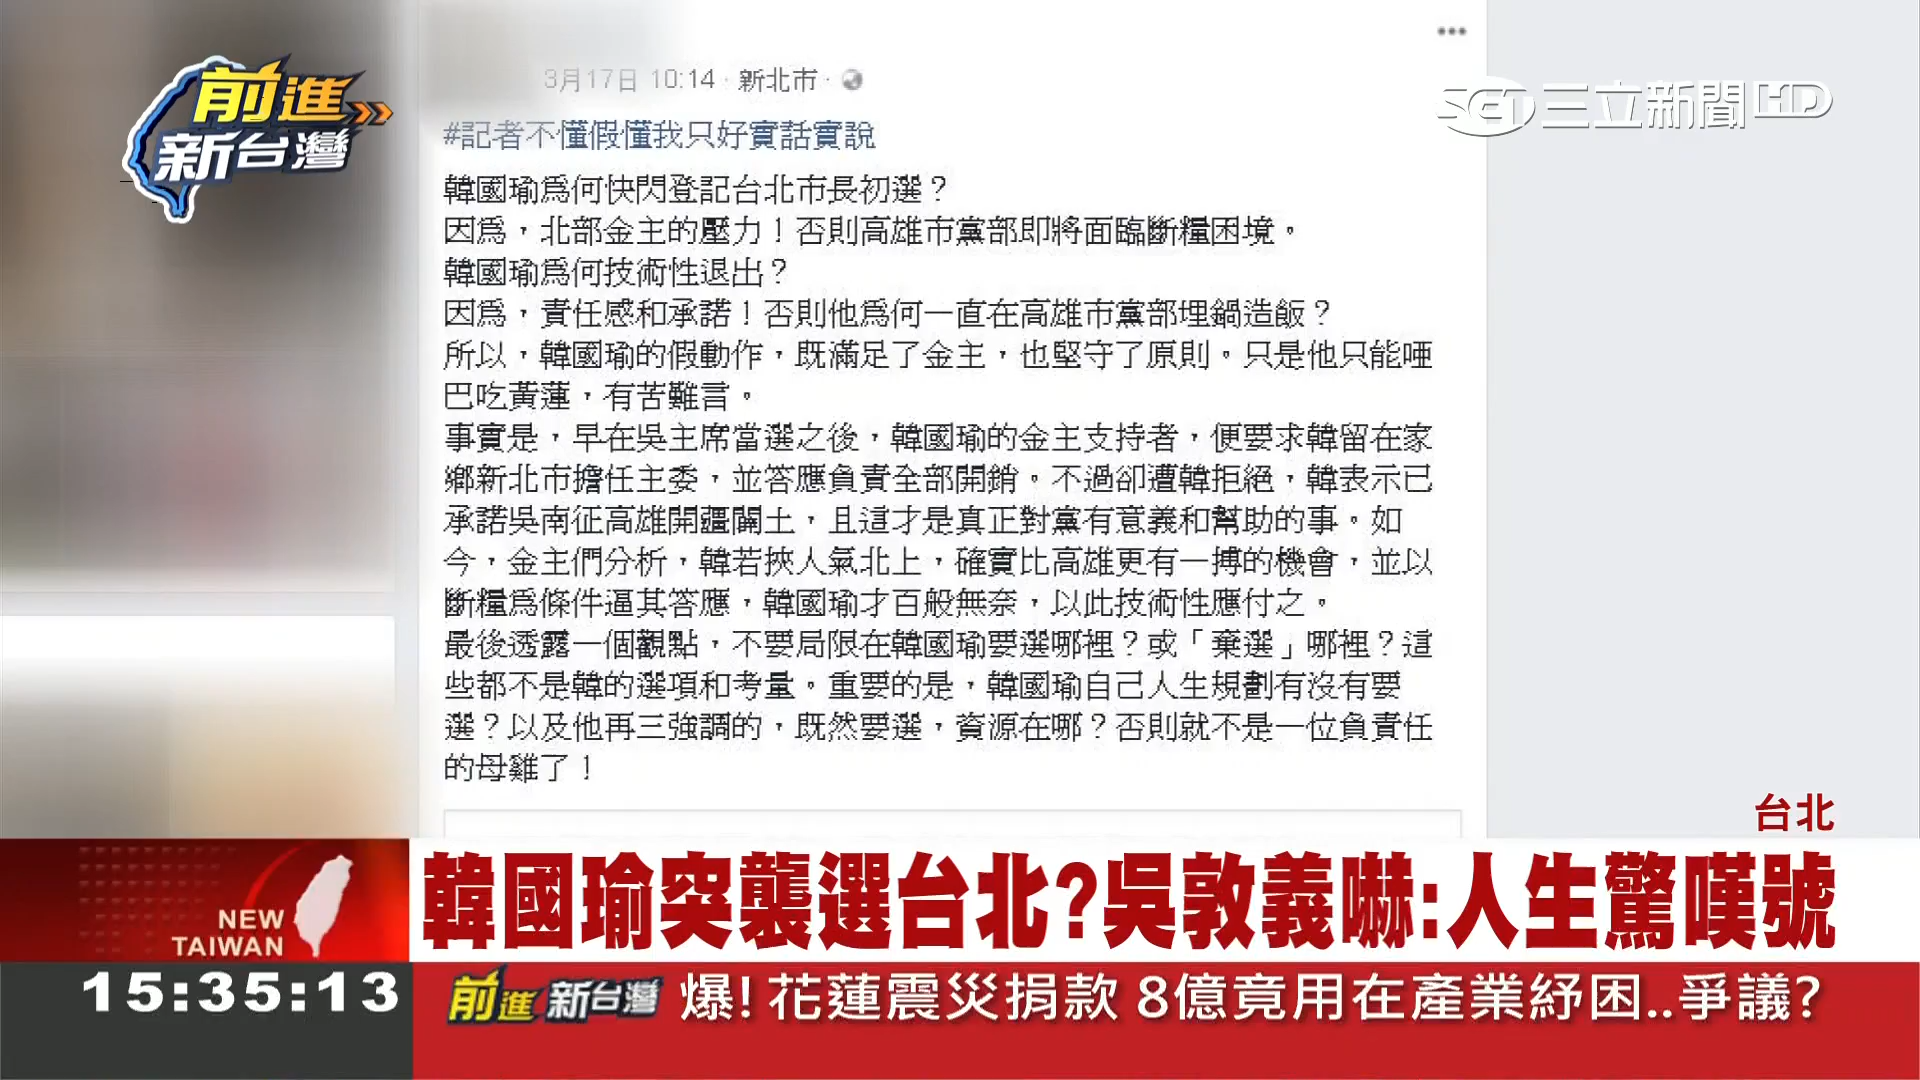 前進
新台灣
SET三立新聞HD
3月17日 10:14 · 新北市 ·
#記者不懂假懂我只好實話實說
韓國瑜為何快閃登記台北市長初選？
因為，北部金主的壓力！否則高雄市黨部即將面臨斷糧困境。
韓國瑜為何技術性退出？
因為，責任感和承諾！否則他為何一直在高雄市黨部埋鍋造飯？
所以，韓國瑜的假動作，既滿足了金主，也堅守了原則。只是他只能啞
巴吃黃蓮，有苦難言。
事實是，早在吳主席當選之後，韓國瑜的金主支持者，便要求韓留在家
鄉新北市擔任主委，並答應負責全部開銷。不過卻遭韓拒絕，韓表示已
承諾吳南征高雄開疆闢土，且這才是真正對黨有意義和幫助的事。如
今，金主們分析，韓若挾人氣北上，確實比高雄更有一搏的機會，並以
斷糧為條件逼其答應，韓國瑜才百般無奈，以此技術性應付之。
最後透露一個觀點，不要局限在韓國瑜要選哪裡？或「棄選」哪裡？這
些都不是韓的選項和考量。重要的是，韓國瑜自己人生規劃有沒有要
選？以及他再三強調的，既然要選，資源在哪？否則就不是一位負責任
的母雞了！
台北
NEW
TAIWAN
韓國瑜突襲選台北?吳敦義嚇:人生驚嘆號
15:35:13
前進新台灣
爆!花蓮震災捐款 8億竟用在產業紓困..爭議?